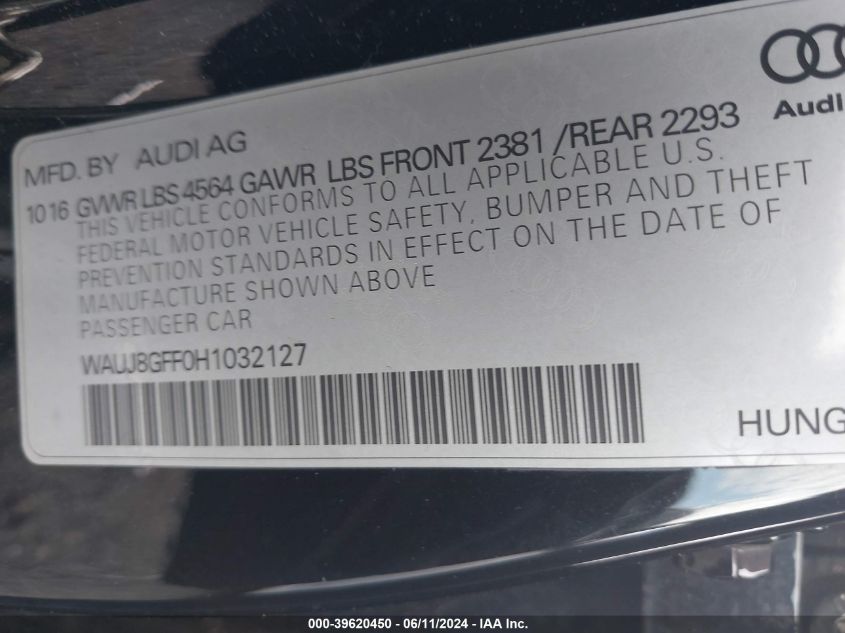 Audi
MFD. BY AUDI AG
10 16 GVWR LBS 4564 GAWR LBS FRONT 2381 /REAR 2293
THIS VEHICLE CONFORMS TO ALL APPLICABLE U.S.
FEDERAL MOTOR VEHICLE SAFETY, BUMPER AND THEFT
PREVENTION STANDARDS IN EFFECT ON THE DATE OF
MANUFACTURE SHOWN ABOVE
PASSENGER CAR
WAUJ8GFF0H1032127
HUNG
000-39620450 - 06/11/2024 - IAA Inc.